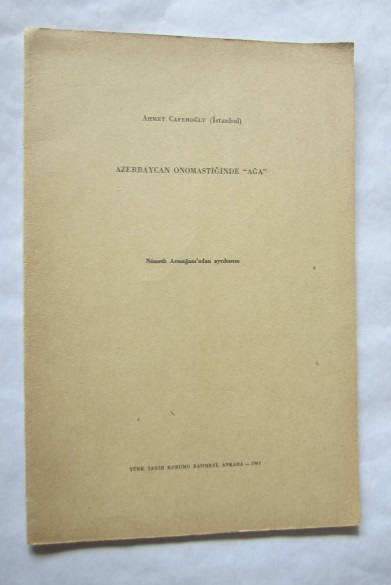 AHMET CAFEROĞLU (İstanbul)
AZERBAYCAN ONOMASTİĞİNDE "AĞA"
Németh Armağanı'ndan ayrıbasım
TÜRK TARİH KURUMU BASIMEVİ, ANKARA — 1962